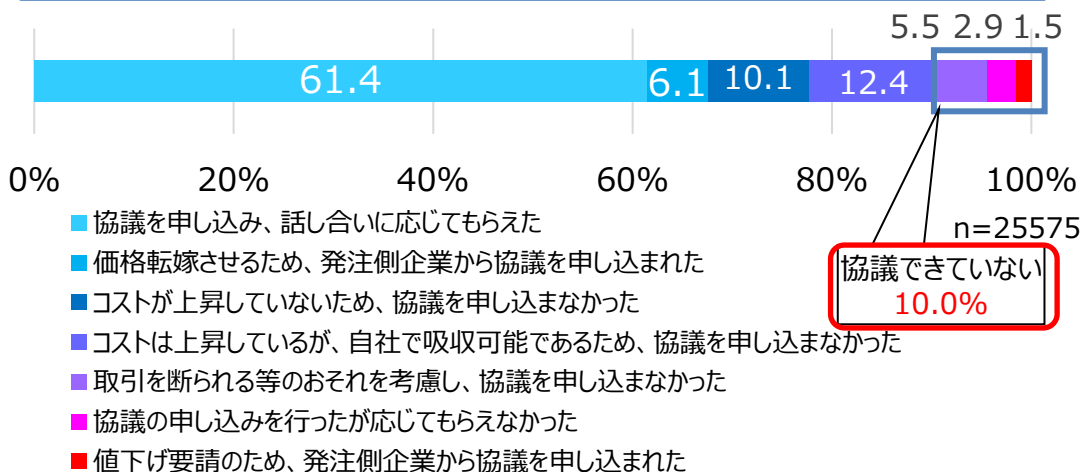 5.5 2.9 1.5
61.4 6.1 10.1 12.4
0% 20% 40% 60% 80% 100%
n=25575
協議できていない
10.0%
協議を申し込み、話し合いに応じてもらえた
価格転嫁させるため、発注側企業から協議を申し込まれた
コストが上昇していないため、協議を申し込まなかった
コストは上昇しているが、自社で吸収可能であるため、協議を申し込まなかった
取引を断られる等のおそれを考慮し、協議を申し込まなかった
協議の申し込みを行ったが応じてもらえなかった
値下げ要請のため、発注側企業から協議を申し込まれた